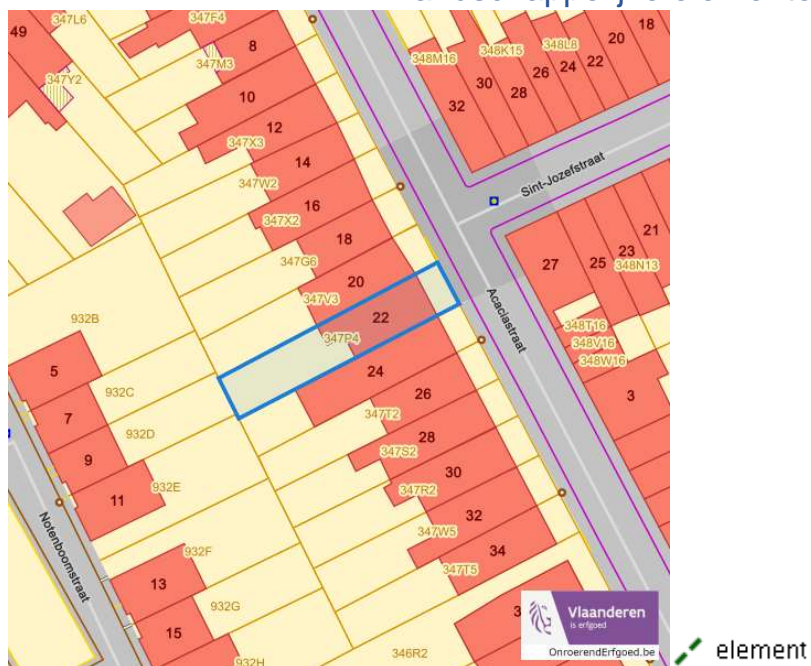 49
347L6
347F4
8
347M3
347Y2
10
12
347X3
14
347W2
16
347X2
18
347G6
20
347V3
22
347P4
24
26
347T2
28
347S2
30
347R2
32
347W5
34
347T5
346R2
348M16
32
30
348K15
28
26
348L8
24
22
20
18
Sint-Jozefstraat
Acaciastraat
27
25
23
21
348N13
348T16
348V16
348W16
3
932B
5
932C
7
932D
9
932E
11
932F
13
932G
15
932H
Notenboomstraat
Vlaanderen
is erfgoed
OnroerendErfgoed.be
element